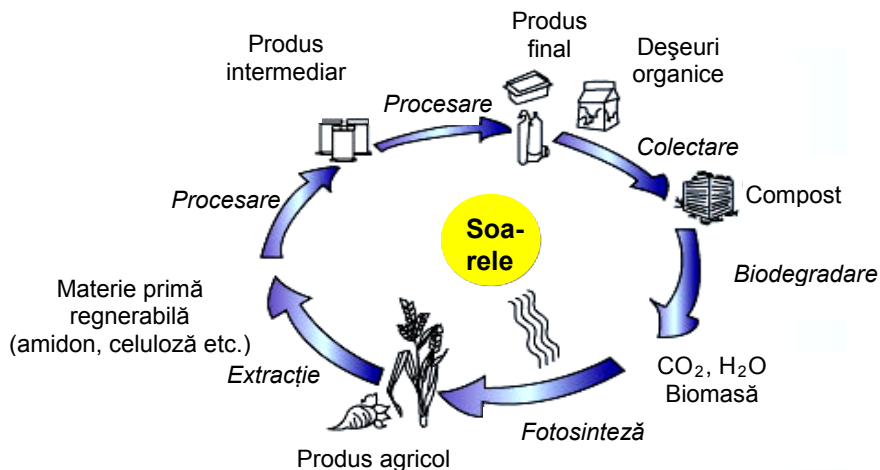 Produs
final
Deşeuri
organice
Produs
intermediar
Procesare
Colectare
Compost
Procesare
Soa-
rele
Biodegradare
Materie primă
regnerabilă
(amidon, celuloză etc.)
Extracție
CO₂, H₂O
Biomasă
Fotosinteză
Produs agricol